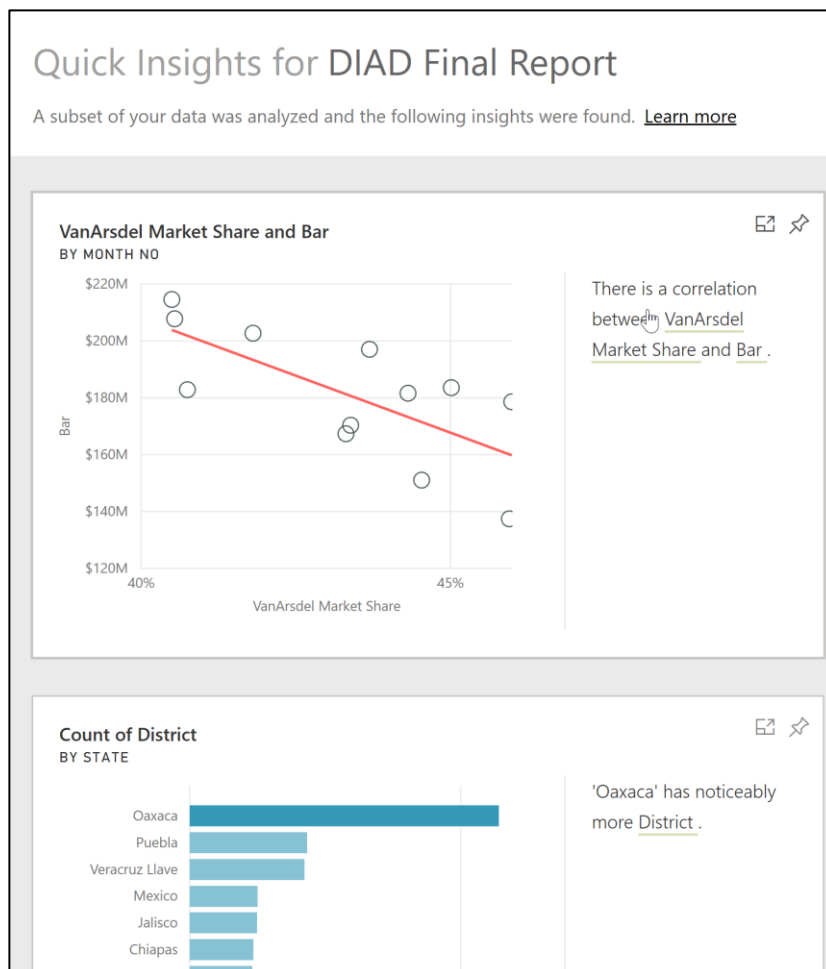 Quick Insights for DIAD Final Report
A subset of your data was analyzed and the following insights were found. Learn more
VanArsdel Market Share and Bar
BY MONTH NO
$220M
$200M
$180M
$160M
$140M
$120M
Bar
40%
45%
VanArsdel Market Share
There is a correlation
between VanArsdel
Market Share and Bar .
Count of District
BY STATE
Oaxaca
Puebla
Veracruz Llave
Mexico
Jalisco
Chiapas
'Oaxaca' has noticeably
more District .